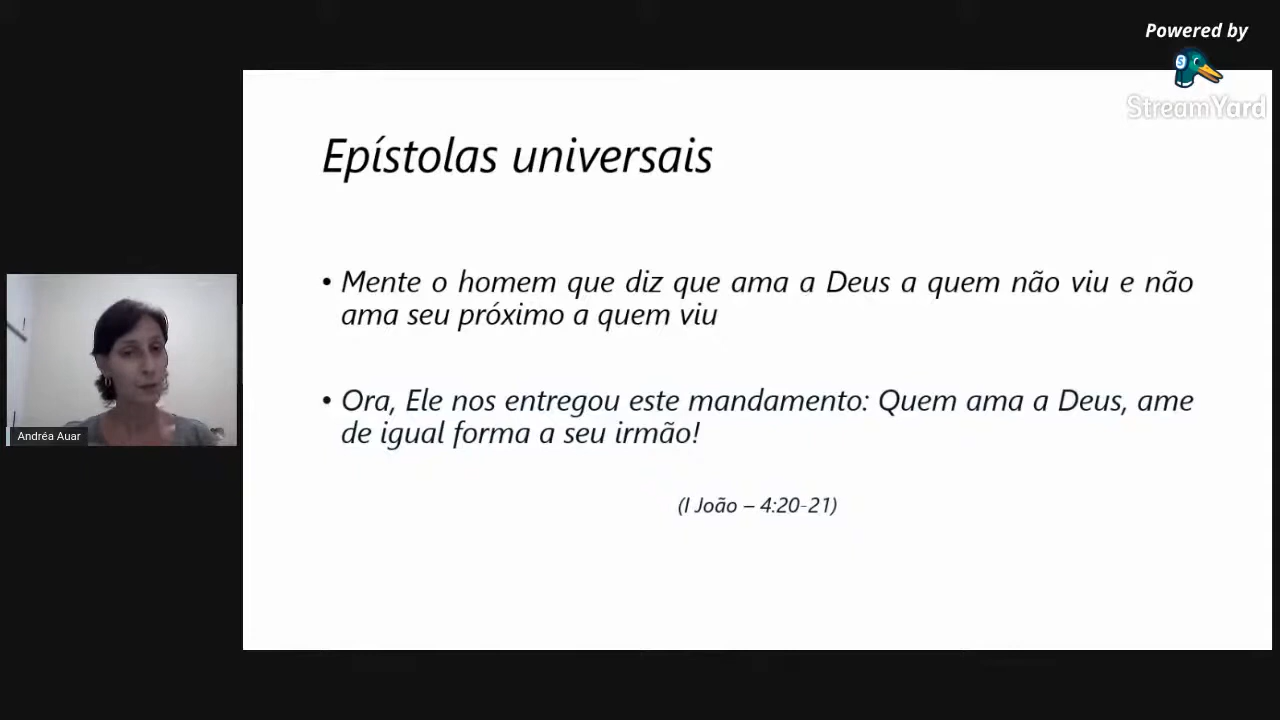 Powered by
StreamYard
Epístolas universais
• Mente o homem que diz que ama a Deus a quem não viu e não
ama seu próximo a quem viu
• Ora, Ele nos entregou este mandamento: Quem ama a Deus, ame
de igual forma a seu irmão!
(I João – 4:20-21)
Andréa Auar